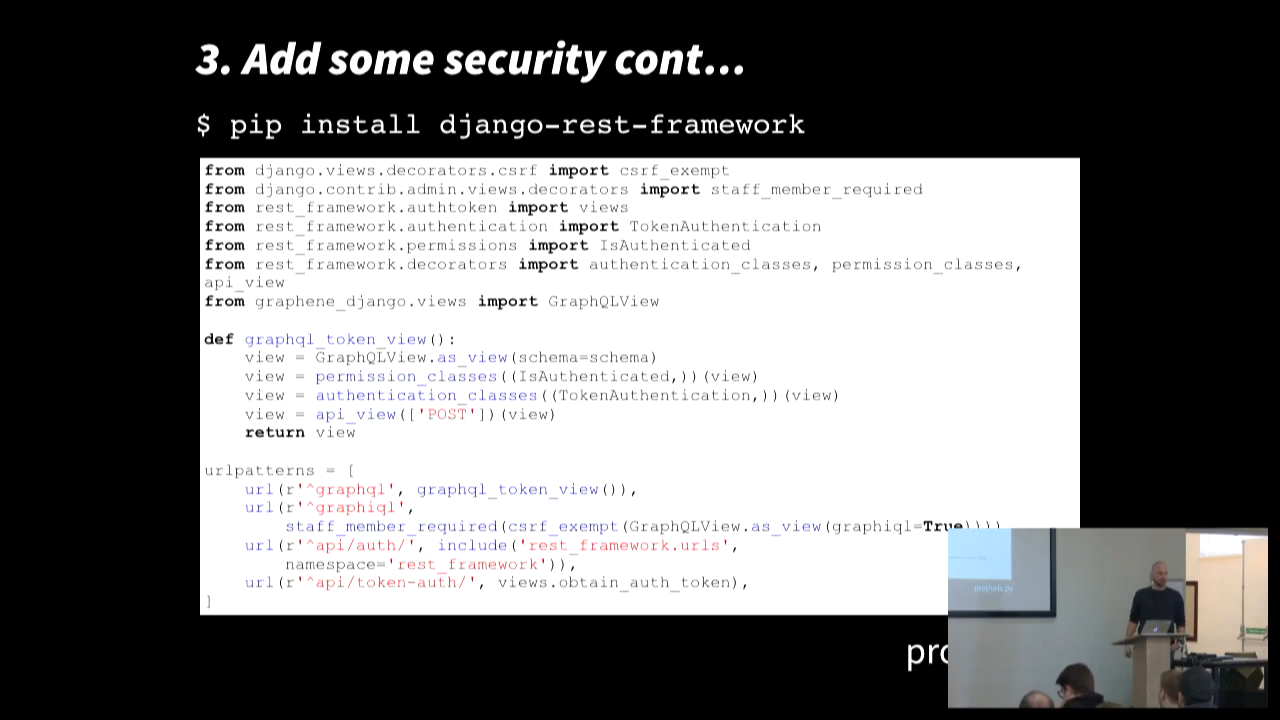 3. Add some security cont...
$ pip install django-rest-framework
from django.views.decorators.csrf import csrf_exempt
from django.contrib.admin.views.decorators import staff_member_required
from rest_framework.authtoken import views
from rest_framework.authentication import TokenAuthentication
from rest_framework.permissions import IsAuthenticated
from rest_framework.decorators import authentication_classes, permission_classes,
api_view
from graphene_django.views import GraphQLView
def graphql_token_view():
    view = GraphQLView.as_view(schema=schema)
    view = permission_classes((IsAuthenticated,))(view)
    view = authentication_classes((TokenAuthentication,))(view)
    view = api_view(['POST'])(view)
    return view
urlpatterns = [
    url(r'^graphql', graphql_token_view()),
    url(r'^graphiql',
        staff_member_required(csrf_exempt(GraphQLView.as_view(graphiql=True))))
    url(r'^api/auth/', include('rest_framework.urls',
        namespace='rest_framework')),
    url(r'^api/token-auth/', views.obtain_auth_token),
]
proj/urls.py